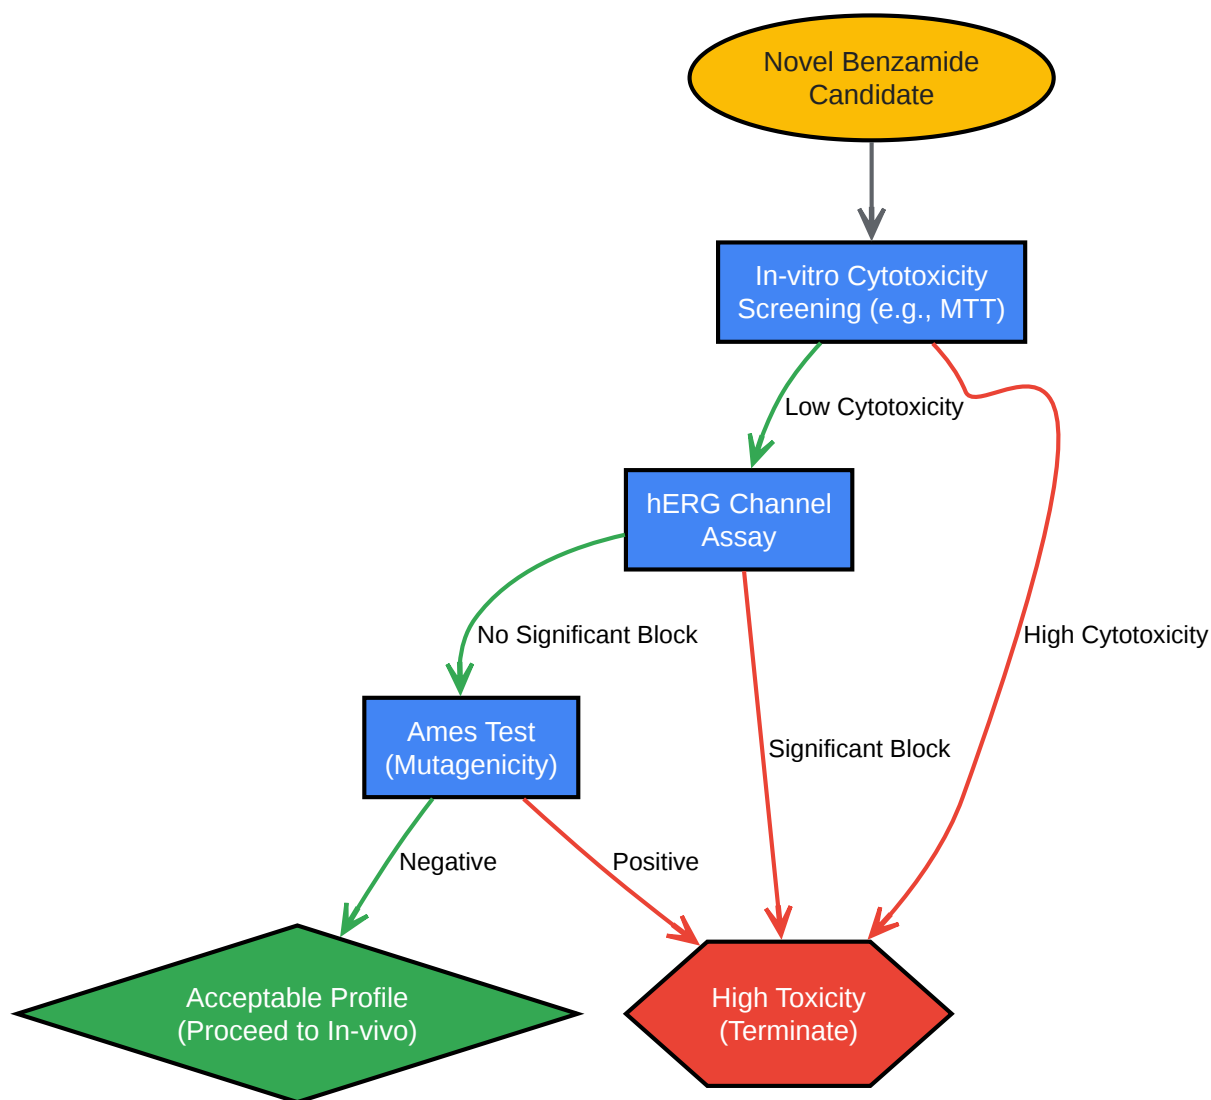 Novel Benzamide
Candidate
In-vitro Cytotoxicity
Screening (e.g., MTT)
Low Cytotoxicity
hERG Channel
Assay
No Significant Block
High Cytotoxicity
Ames Test
(Mutagenicity)
Significant Block
Negative
Positive
Acceptable Profile
(Proceed to In-vivo)
High Toxicity
(Terminate)